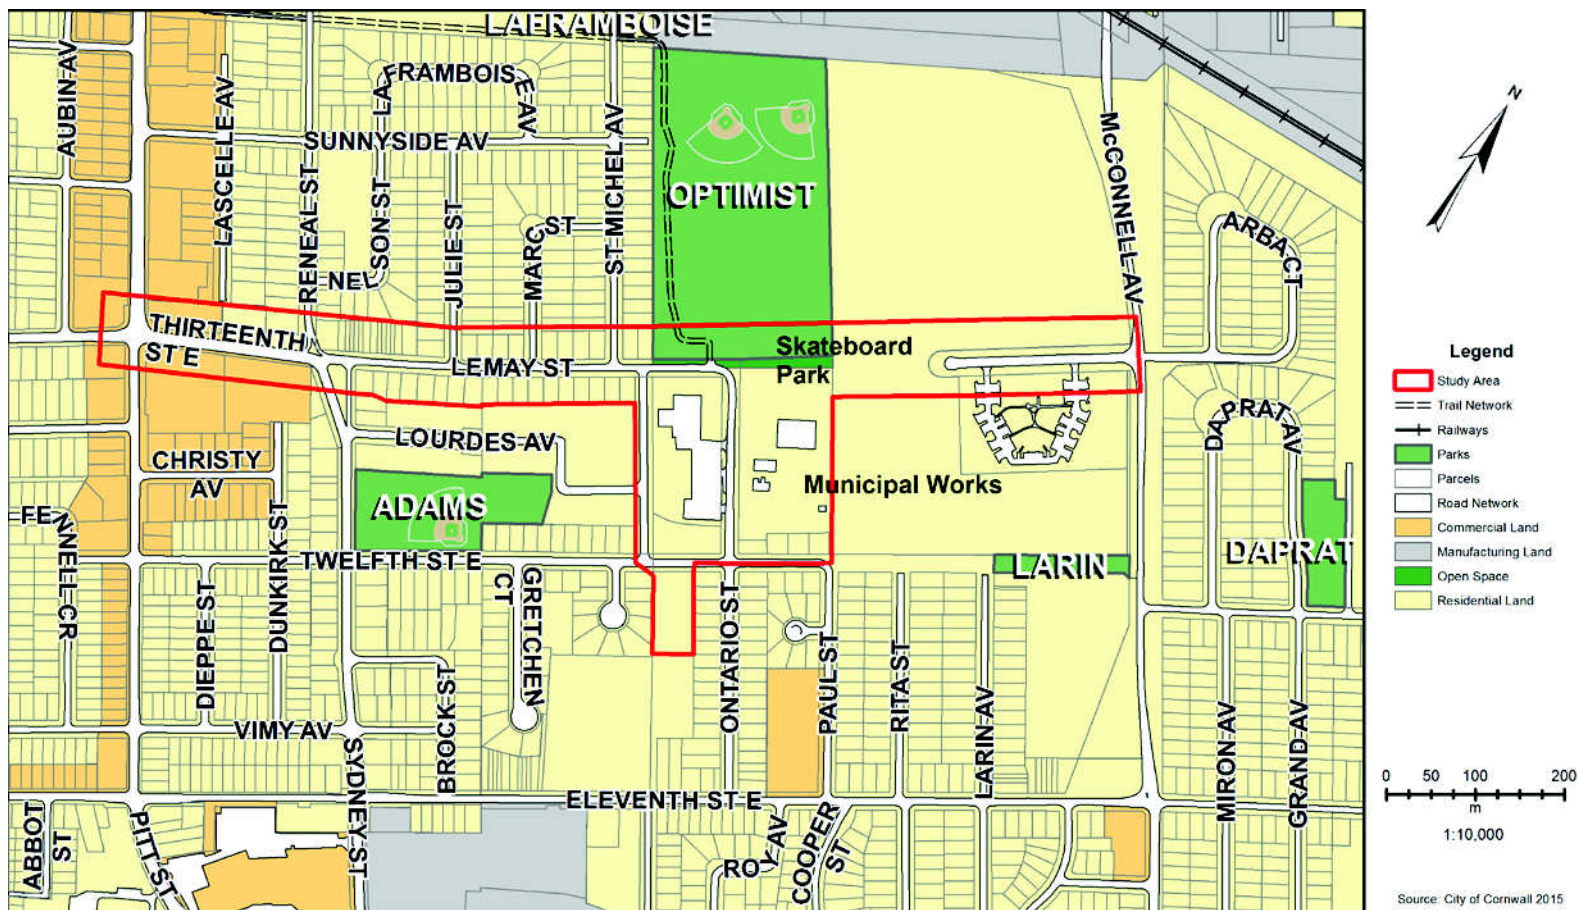 LAFRAMBOISE
AUBIN AV
LASCELLE AV
LAFRAMBOISE AV
SUNNYSIDE AV
RENEAL ST
NELSON ST
JULIE ST
MARC ST
ST MICHEL AV
OPTIMIST
McCONNELL AV
ARBA CT
THIRTEENTH
ST E
LEMAY ST
Skateboard
Park
DAPRAT AV
LOURDES AV
CHRISTY
AV
ADAMS
Municipal Works
FENNELL CR
TWELFTH ST E
LARIN
DAPRAT
DIEPPE ST
DUNKIRK ST
GRETCHEN
CT
ONTARIO ST
PAUL ST
RITA ST
LARIN AV
MIRON AV
GRAND AV
VIMY AV
BROCK ST
SYDNEY ST
ELEVENTH ST E
ABBOT
ST
PITT ST
ROY AV
COOPER
ST
N
Legend
Study Area
Trail Network
Railways
Parks
Parcels
Road Network
Commercial Land
Manufacturing Land
Open Space
Residential Land
0 50 100 200
m
1:10,000
Source: City of Cornwall 2015